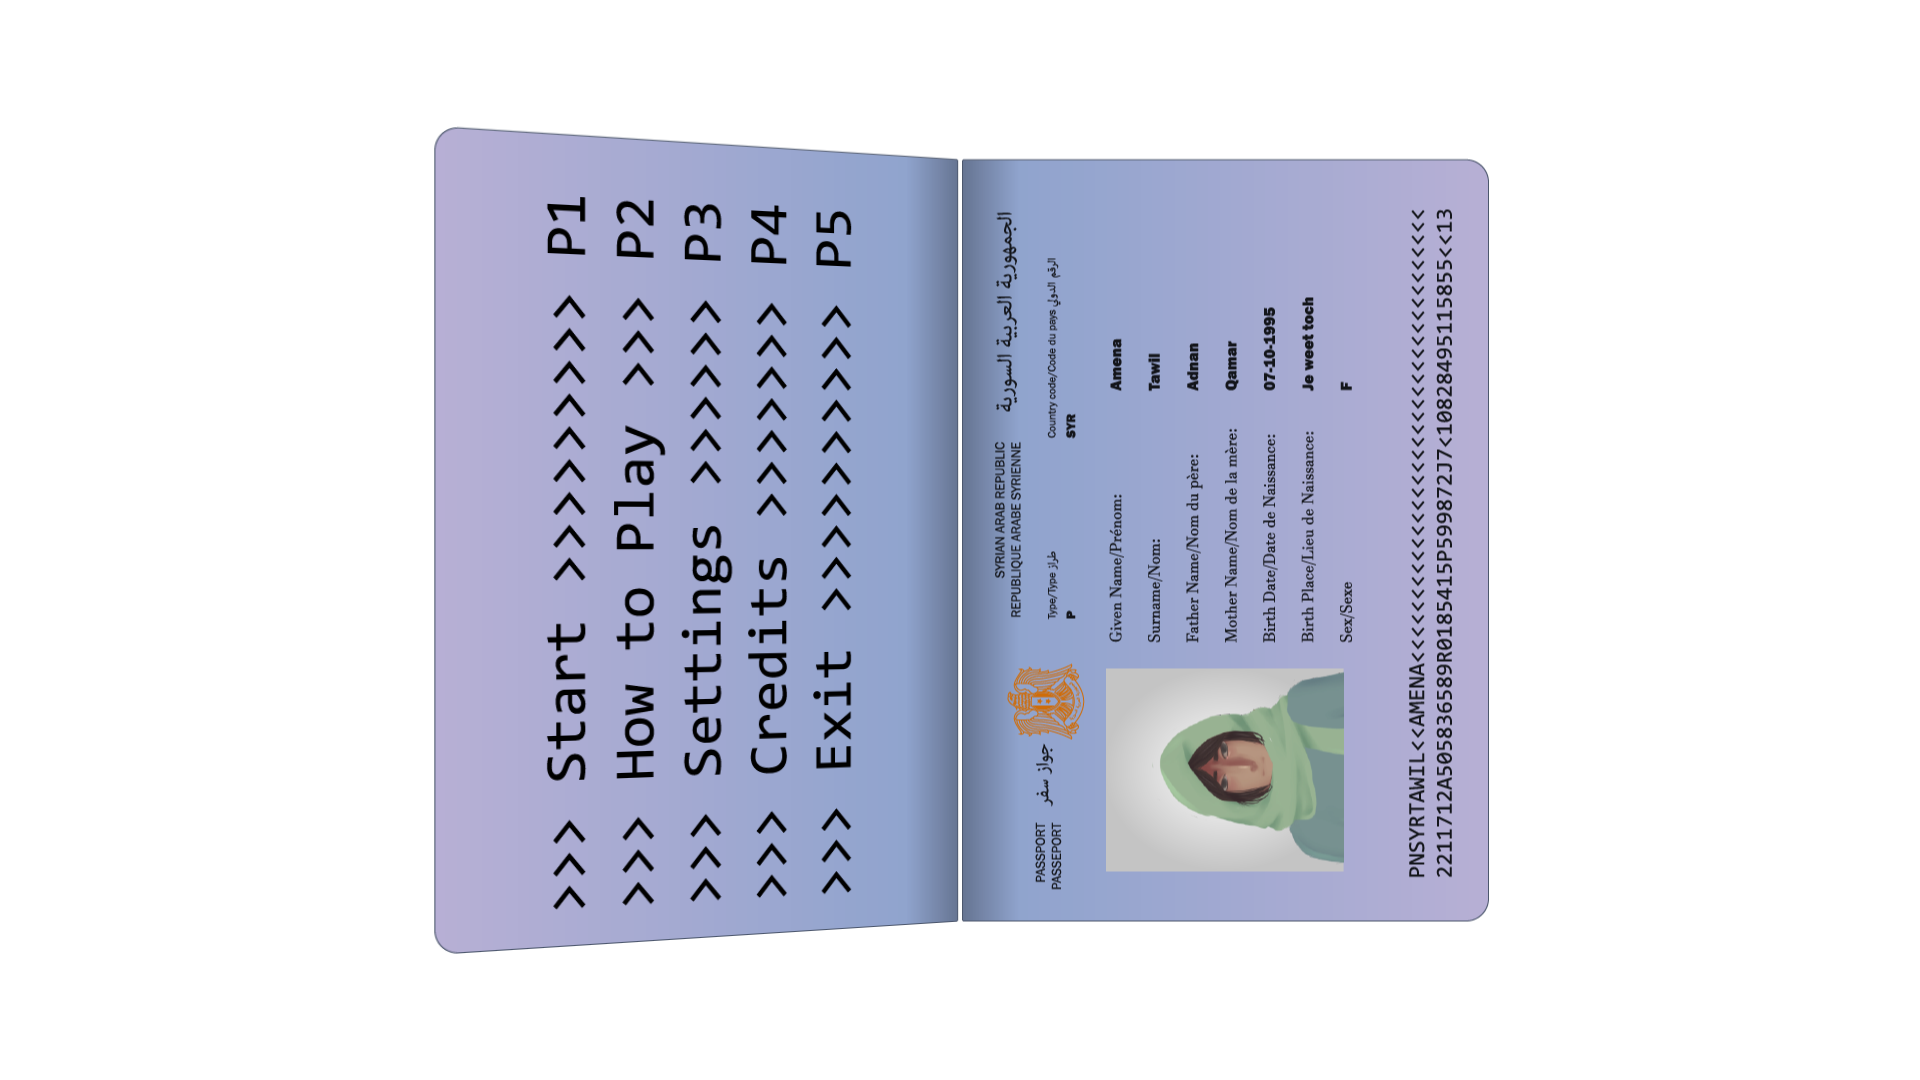 >>> Start >>>>>>>>> P1
>>> How to Play >>> P2
>>> Settings >>>>>> P3
>>> Credits >>>>>>> P4
>>> Exit >>>>>>>>>> P5
SYRIAN ARAB REPUBLIC
REPUBLIQUE ARABE SYRIENNE
الجمهورية العربية السورية
PASSPORT
PASSEPORT
جواز سفر
Type/Type طراز
P
Country code/Code du pays الرقم الدولي
SYR
Given Name/Prénom: Amena
Surname/Nom: Tawil
Father Name/Nom du père: Adnan
Mother Name/Nom de la mère: Qamar
Birth Date/Date de Naissance: 07-10-1995
Birth Place/Lieu de Naissance: Je weet toch
Sex/Sexe F
PNSYRTAWIL<<AMENA<<<<<<<<<<<<<<<<<<<<<<<<<<<<<<<<<<
22111712A5058365589R01854415P599872J7<1082849511585​5<<13